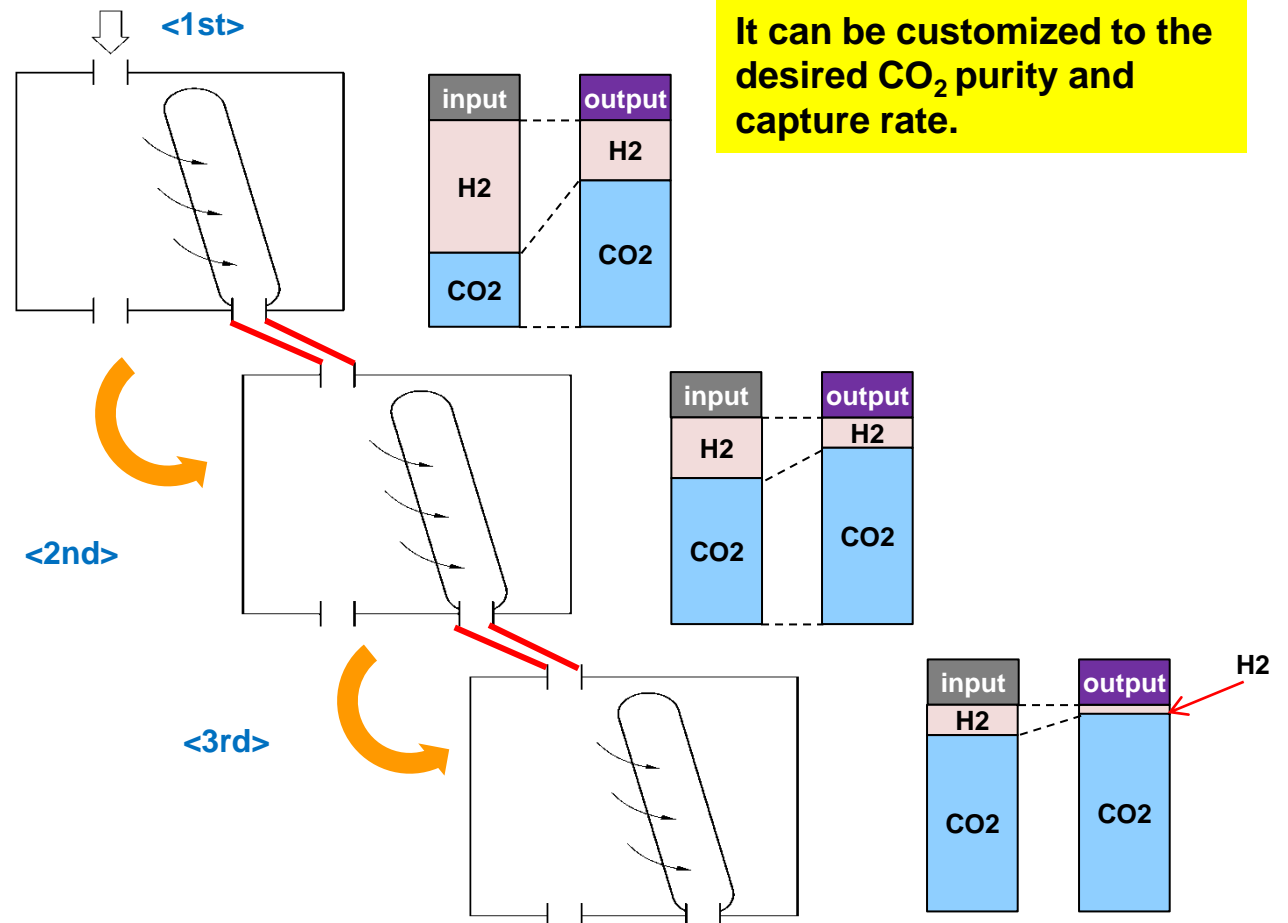 <1st>
It can be customized to the
desired CO₂ purity and
capture rate.
input
output
H2
H2
CO2
CO2
<2nd>
input
output
H2
H2
CO2
CO2
<3rd>
input
output
H2
H2
CO2
CO2